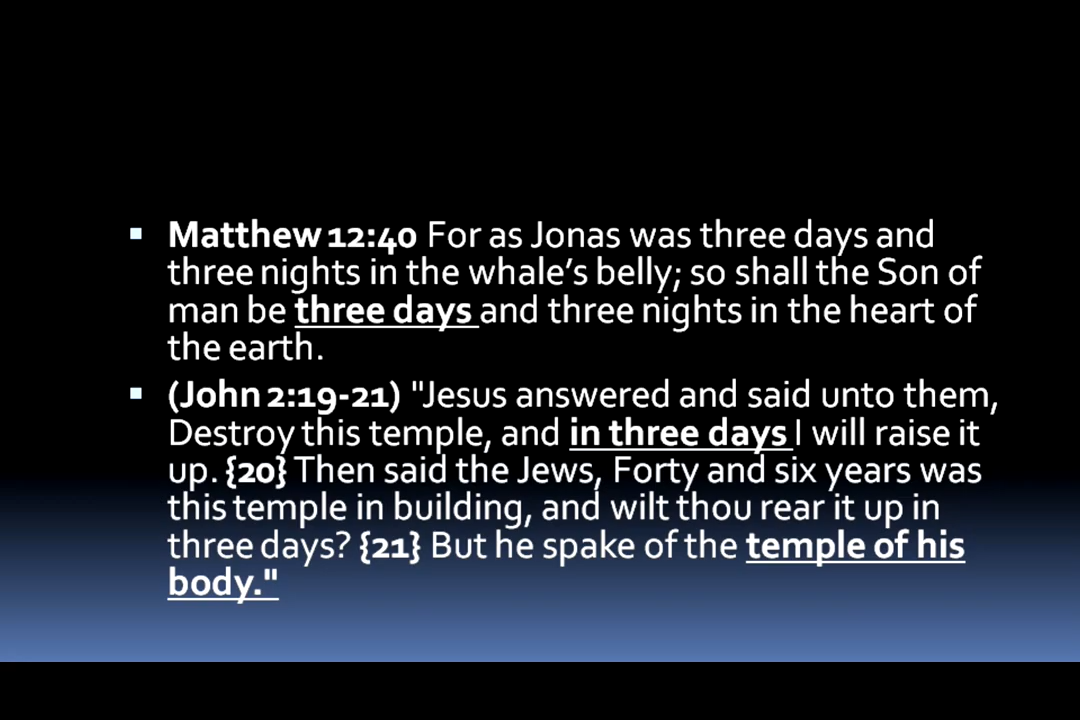 ▪ Matthew 12:40 For as Jonas was three days and
three nights in the whale’s belly; so shall the Son of
man be three days and three nights in the heart of
the earth.
▪ (John 2:19-21) "Jesus answered and said unto them,
Destroy this temple, and in three days I will raise it
up. {20} Then said the Jews, Forty and six years was
this temple in building, and wilt thou rear it up in
three days? {21} But he spake of the temple of his
body."